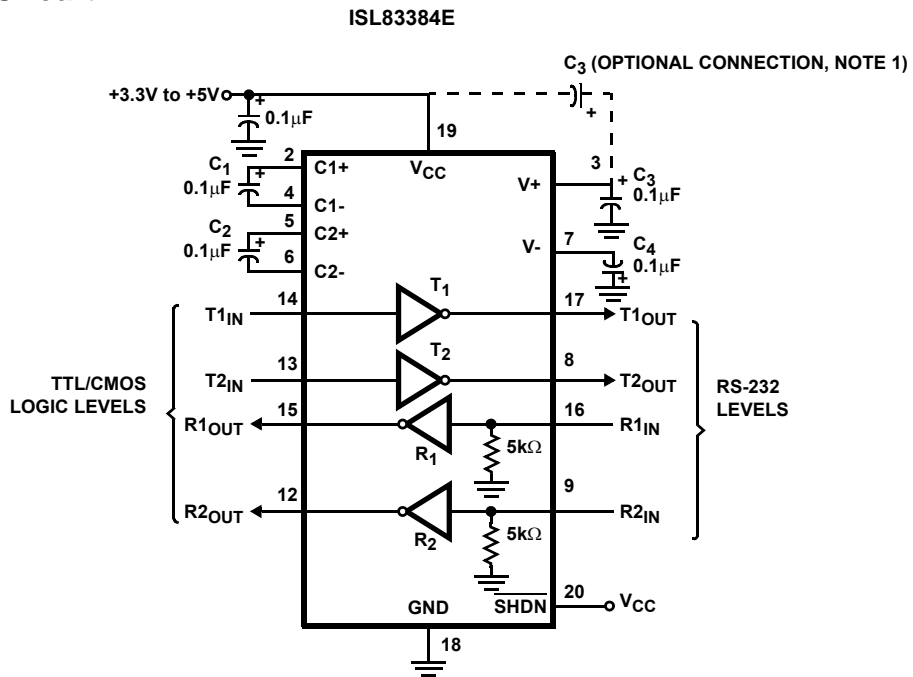 ISL83384E
C3 (OPTIONAL CONNECTION, NOTE 1)
+3.3V to +5V
+
0.1μF
+
19
2
C1
0.1μF
+
4
C1+
C1-
VCC
3
V+
+
C3
0.1μF
5
C2
0.1μF
+
6
C2+
C2-
7
V-
C4
0.1μF
+
T1IN
14
T1
17
T1OUT
T2IN
13
T2
8
T2OUT
TTL/CMOS
LOGIC LEVELS
RS-232
LEVELS
R1OUT
15
R1
5kΩ
16
R1IN
R2OUT
12
R2
5kΩ
9
R2IN
GND
SHDN
20
VCC
18